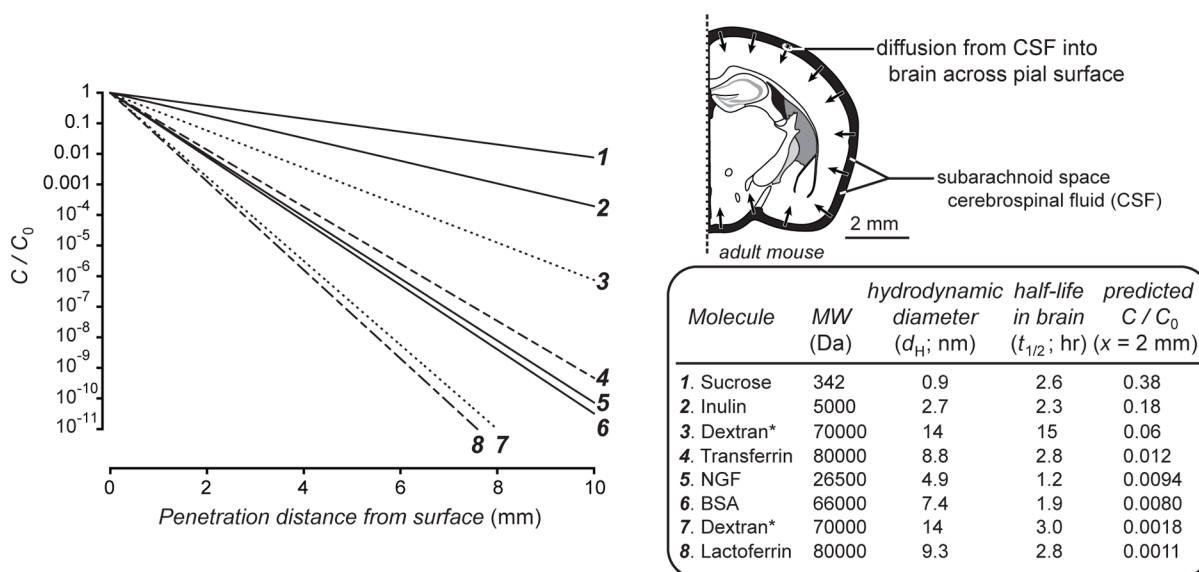 1
0.1
0.01
0.001
10-4
10-5
10-6
10-7
10-8
10-9
10-10
10-11
C / C0
0 2 4 6 8 10
Penetration distance from surface (mm)
1
2
3
4
5
6
8 7
diffusion from CSF into
brain across pial surface
subarachnoid space
cerebrospinal fluid (CSF)
2 mm
adult mouse
hydrodynamic half-life predicted
Molecule MW diameter in brain C / C0
(Da) (dH; nm) (t1/2; hr) (x = 2 mm)
1. Sucrose 342 0.9 2.6 0.38
2. Inulin 5000 2.7 2.3 0.18
3. Dextran* 70000 14 15 0.06
4. Transferrin 80000 8.8 2.8 0.012
5. NGF 26500 4.9 1.2 0.0094
6. BSA 66000 7.4 1.9 0.0080
7. Dextran* 70000 14 3.0 0.0018
8. Lactoferrin 80000 9.3 2.8 0.0011